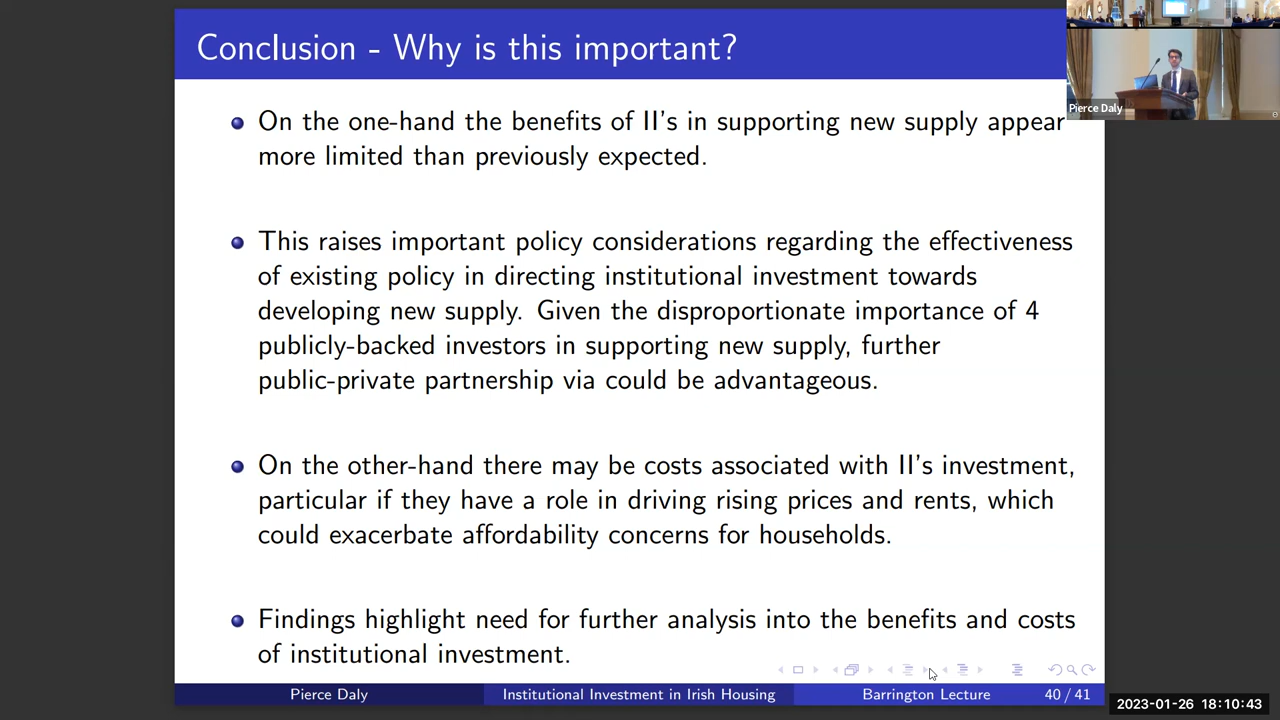 Conclusion - Why is this important?
Pierce Daly
On the one-hand the benefits of II's in supporting new supply appear
more limited than previously expected.
This raises important policy considerations regarding the effectiveness
of existing policy in directing institutional investment towards
developing new supply. Given the disproportionate importance of 4
publicly-backed investors in supporting new supply, further
public-private partnership via could be advantageous.
On the other-hand there may be costs associated with II's investment,
particular if they have a role in driving rising prices and rents, which
could exacerbate affordability concerns for households.
Findings highlight need for further analysis into the benefits and costs
of institutional investment.
Pierce Daly Institutional Investment in Irish Housing Barrington Lecture 40 / 41
2023-01-26 18:10:43